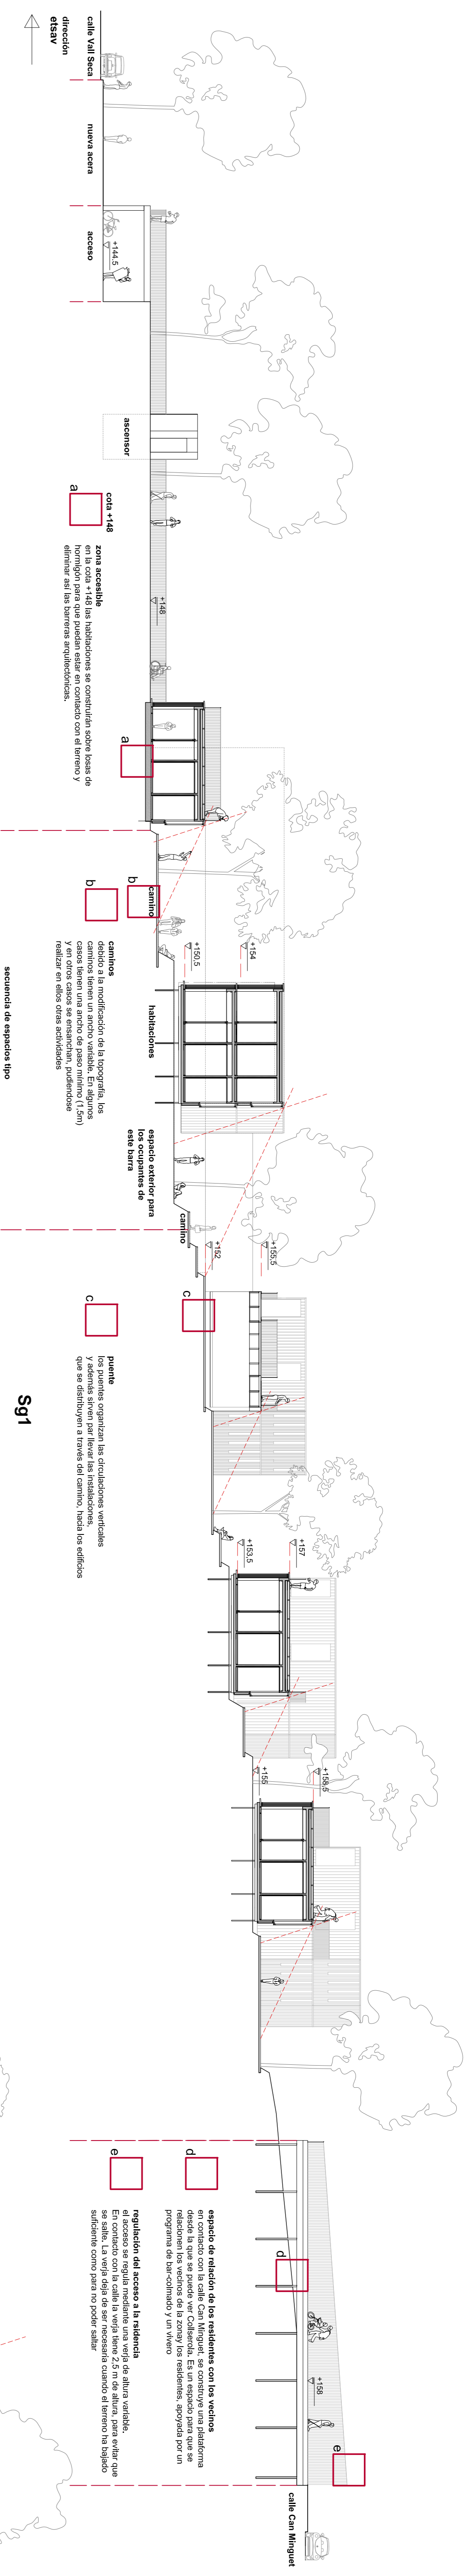 calle Vall Seca
dirección
etsav
nueva acera
acceso
+144.5
ascensor
a
cota +148
zona accesible
en la cota +148 las habitaciones se construirán sobre losas de
hormigón para que puedan estar en contacto con el terreno y
eliminar así las barreras arquitectónicas.
+148
a
b
camino
b
caminos
debido a la modificación de la topografía, los
caminos tienen un ancho variable. En algunos
casos tienen una ancho de paso mínimo (1,5m)
y en otros casos se ensanchan, pudiendose
realizar en ellos otras actividades
+150,5
+154
habitaciones
secuencia de espacios tipo
espacio exterior para
los ocupantes de
este barra
camino
+152
+155,5
c
c
puente
los puentes organizan las circulaciones verticales
y además sirven par llevar las instalaciones,
que se distribuyen a través del camino, hacia los edificios
Sg1
+153,5
+157
+155
+158,5
d
espacio de relación de los residentes con los vecinos
en contacto con la calle Can Minguet, se construye una plataforma
desde la que se puede ver Collserola. Es un espacio para que se
relacionen los vecinos de la zonay los residentes, apoyada por un
programa de bar-colmado y un vivero
e
regulación del acceso a la rsidencia
el acceso se regula mediante una verja de altura variable.
En contacto con la calle la verja tiene 2,5 m de altura, para evitar que
se salte. La verja deja de ser necesaria cuando el terreno ha bajado
suficiente como para no poder saltar
d
+158
e
calle Can Minguet